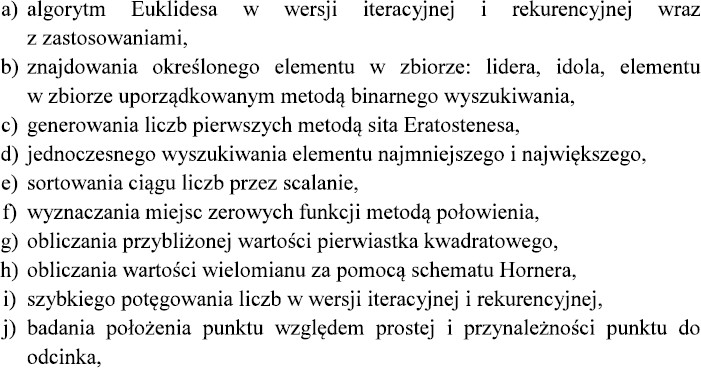 a) algorytm Euklidesa w wersji iteracyjnej i rekurencyjnej wraz
z zastosowaniami,
b) znajdowania określonego elementu w zbiorze: lidera, idola, elementu
w zbiorze uporządkowanym metodą binarnego wyszukiwania,
c) generowania liczb pierwszych metodą sita Eratostenesa,
d) jednoczesnego wyszukiwania elementu najmniejszego i największego,
e) sortowania ciągu liczb przez scalanie,
f) wyznaczania miejsc zerowych funkcji metodą połowienia,
g) obliczania przybliżonej wartości pierwiastka kwadratowego,
h) obliczania wartości wielomianu za pomocą schematu Hornera,
i) szybkiego potęgowania liczb w wersji iteracyjnej i rekurencyjnej,
j) badania położenia punktu względem prostej i przynależności punktu do
odcinka,